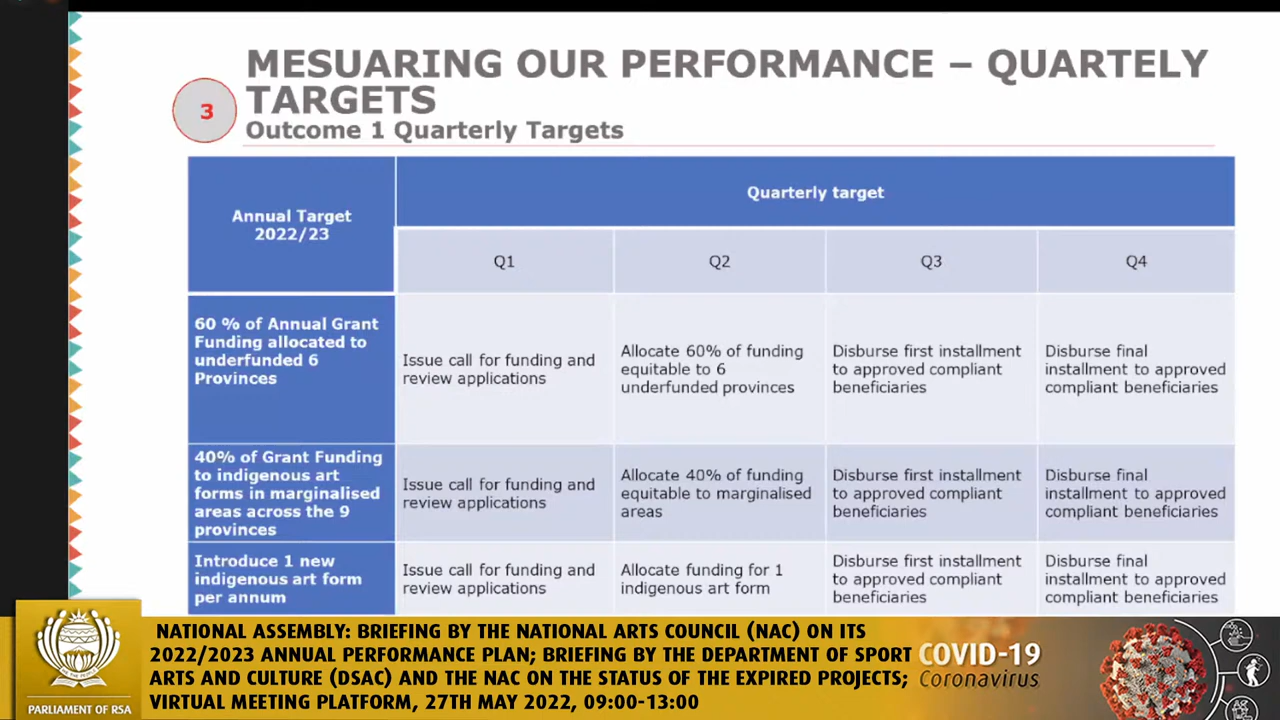 MESUARING OUR PERFORMANCE – QUARTELY
TARGETS
3
Outcome 1 Quarterly Targets
Annual Target
2022/23
Quarterly target
Q1
Q2
Q3
Q4
60 % of Annual Grant
Funding allocated to
underfunded 6
Provinces
Issue call for funding and
review applications
Allocate 60% of funding
equitable to 6
underfunded provinces
Disburse first installment
to approved compliant
beneficiaries
Disburse final
installment to approved
compliant beneficiaries
40% of Grant Funding
to indigenous art
forms in marginalised
areas across the 9
provinces
Issue call for funding and
review applications
Allocate 40% of funding
equitable to marginalised
areas
Disburse first installment
to approved compliant
beneficiaries
Disburse final
installment to approved
compliant beneficiaries
Introduce 1 new
indigenous art form
per annum
Issue call for funding and
review applications
Allocate funding for 1
indigenous art form
Disburse first installment
to approved compliant
beneficiaries
Disburse final
installment to approved
compliant beneficiaries
PARLIAMENT OF RSA
NATIONAL ASSEMBLY: BRIEFING BY THE NATIONAL ARTS COUNCIL (NAC) ON ITS
2022/2023 ANNUAL PERFORMANCE PLAN; BRIEFING BY THE DEPARTMENT OF SPORT
ARTS AND CULTURE (DSAC) AND THE NAC ON THE STATUS OF THE EXPIRED PROJECTS;
VIRTUAL MEETING PLATFORM, 27TH MAY 2022, 09:00-13:00
COVID-19
Coronavirus